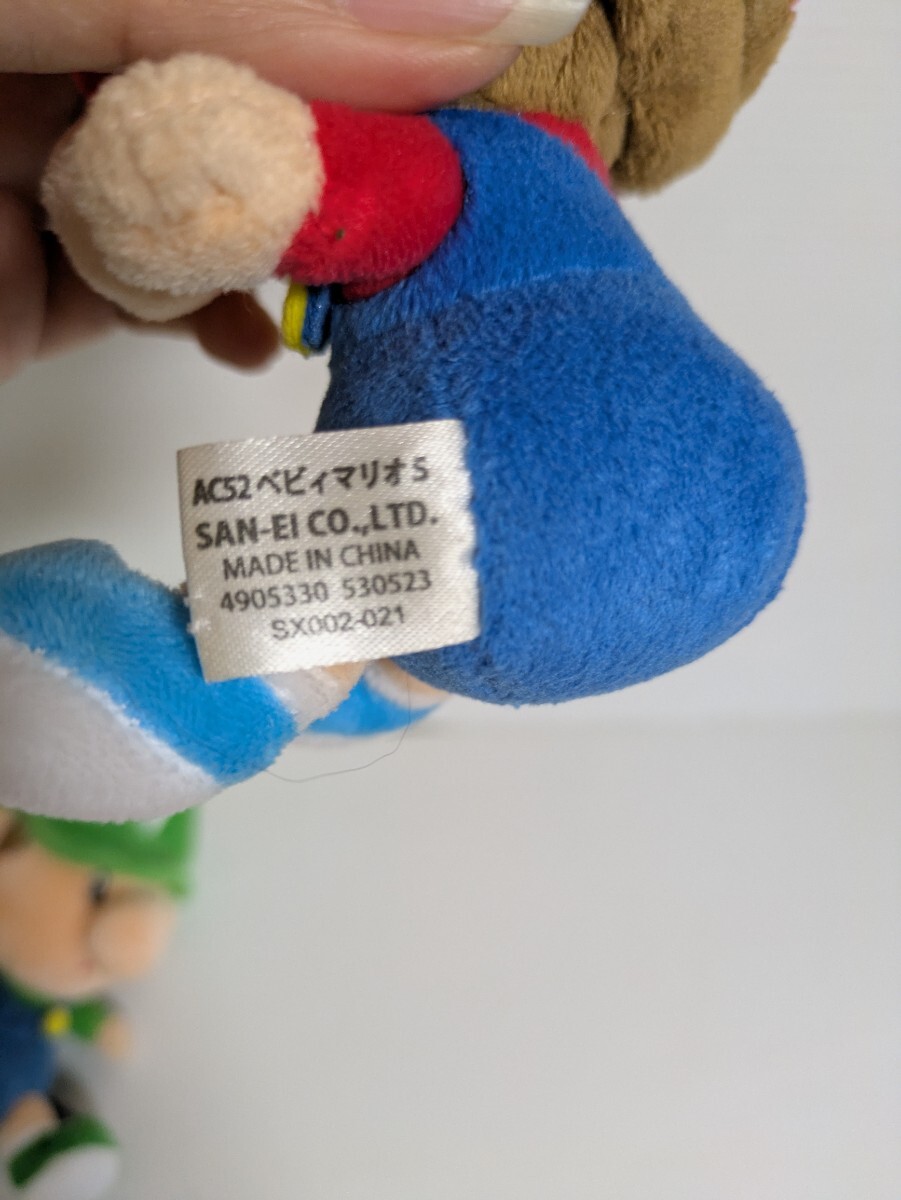 AC52 ベビィマリオ S
SAN-EI CO.,LTD.
MADE IN CHINA
4905330 530523
SX002-021